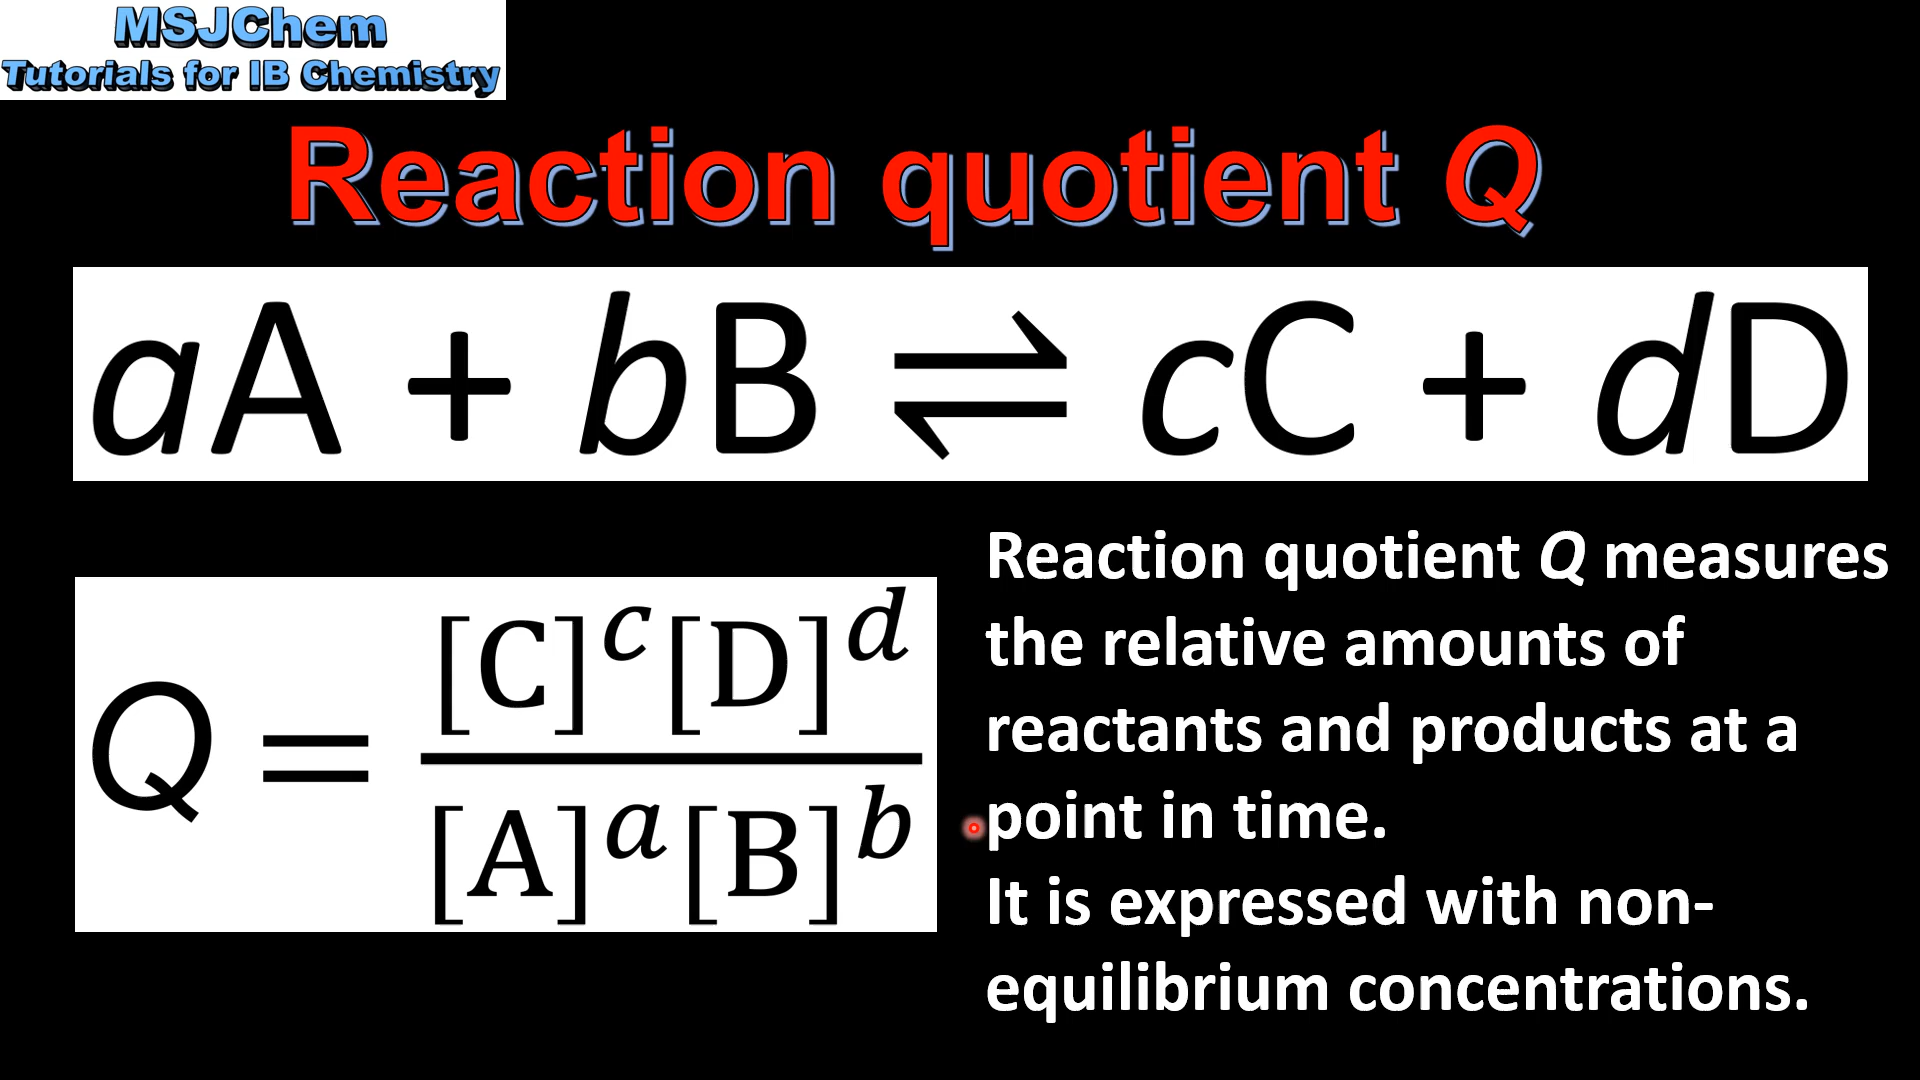 MSJChem
Tutorials for IB Chemistry
Reaction quotient Q
aA + bB ⇌ cC + dD
Q = [C]^c[D]^d / [A]^a[B]^b
Reaction quotient Q measures
the relative amounts of
reactants and products at a
point in time.
It is expressed with non-
equilibrium concentrations.